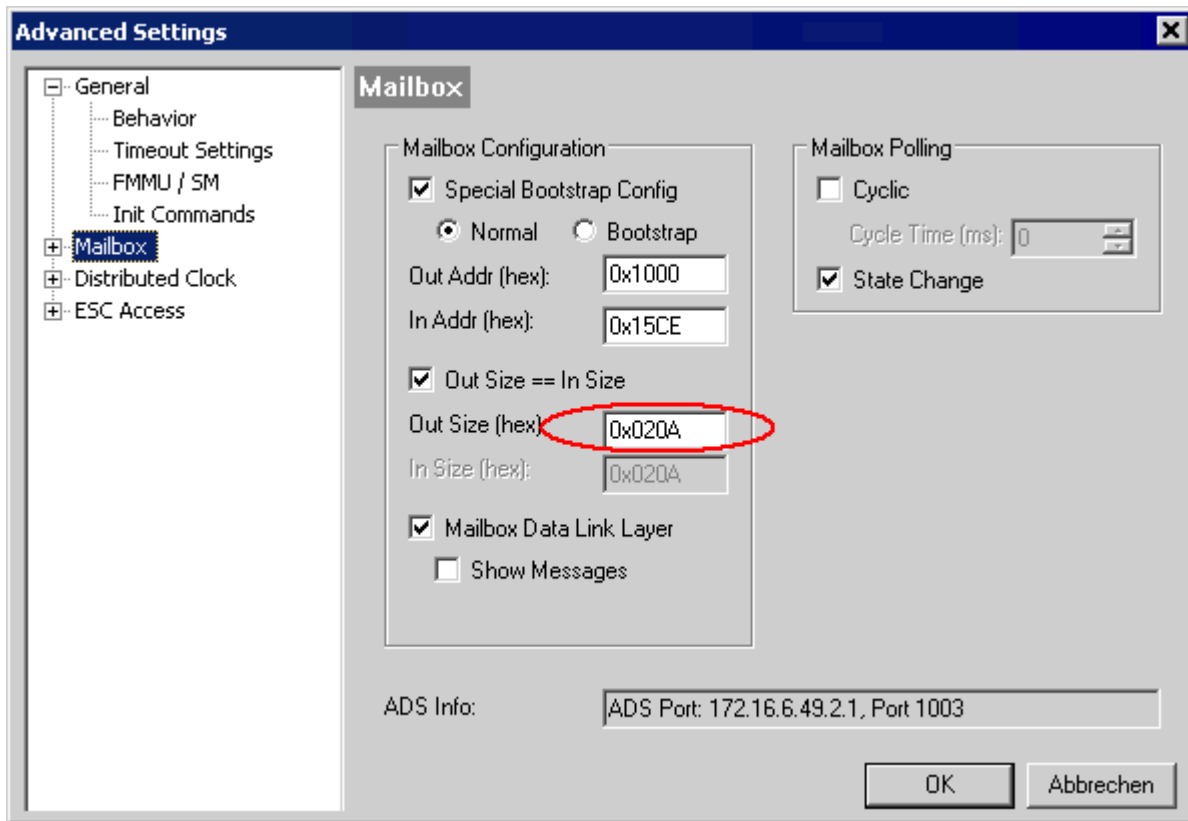 Advanced Settings
General
Behavior
Timeout Settings
FMMU / SM
Init Commands
Mailbox
Distributed Clock
ESC Access
Mailbox
Mailbox Configuration
Special Bootstrap Config
Normal Bootstrap
Out Addr (hex): 0x1000
In Addr (hex): 0x15CE
Out Size == In Size
Out Size (hex) 0x020A
In Size (hex): 0x020A
Mailbox Data Link Layer
Show Messages
Mailbox Polling
Cyclic
Cycle Time (ms): 0
State Change
ADS Info: ADS Port: 172.16.6.49.2.1, Port 1003
OK Abbrechen